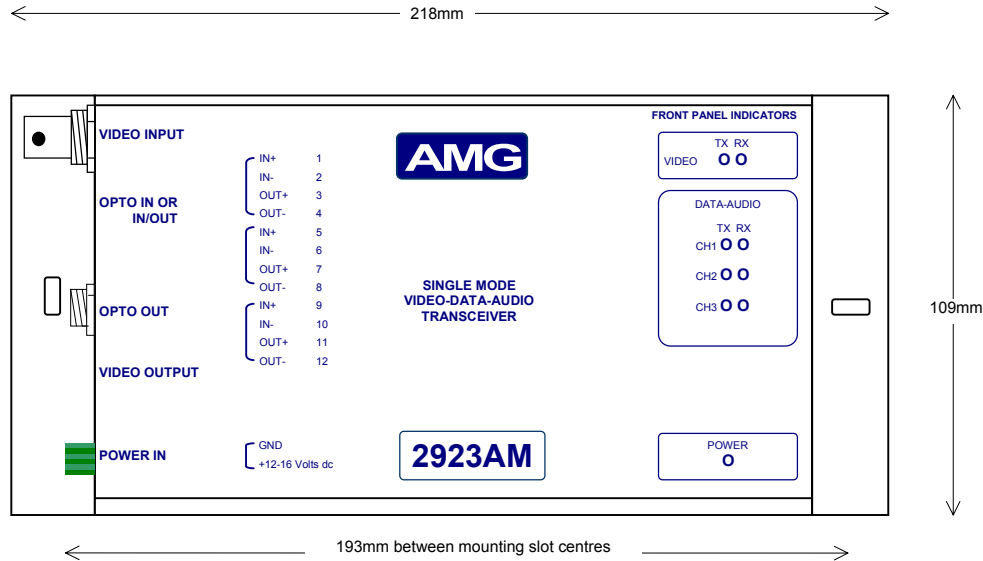 218mm
FRONT PANEL INDICATORS
VIDEO INPUT
AMG
TX RX
VIDEO O O
IN+ 1
IN- 2
OUT+ 3
OUT- 4
OPTO IN OR
IN/OUT
DATA-AUDIO
TX RX
CH1 O O
CH2 O O
CH3 O O
IN+ 5
IN- 6
OUT+ 7
OUT- 8
SINGLE MODE
VIDEO-DATA-AUDIO
TRANSCEIVER
OPTO OUT
IN+ 9
IN- 10
OUT+ 11
OUT- 12
109mm
VIDEO OUTPUT
POWER IN
GND
+12-16 Volts dc
2923AM
POWER
O
193mm between mounting slot centres